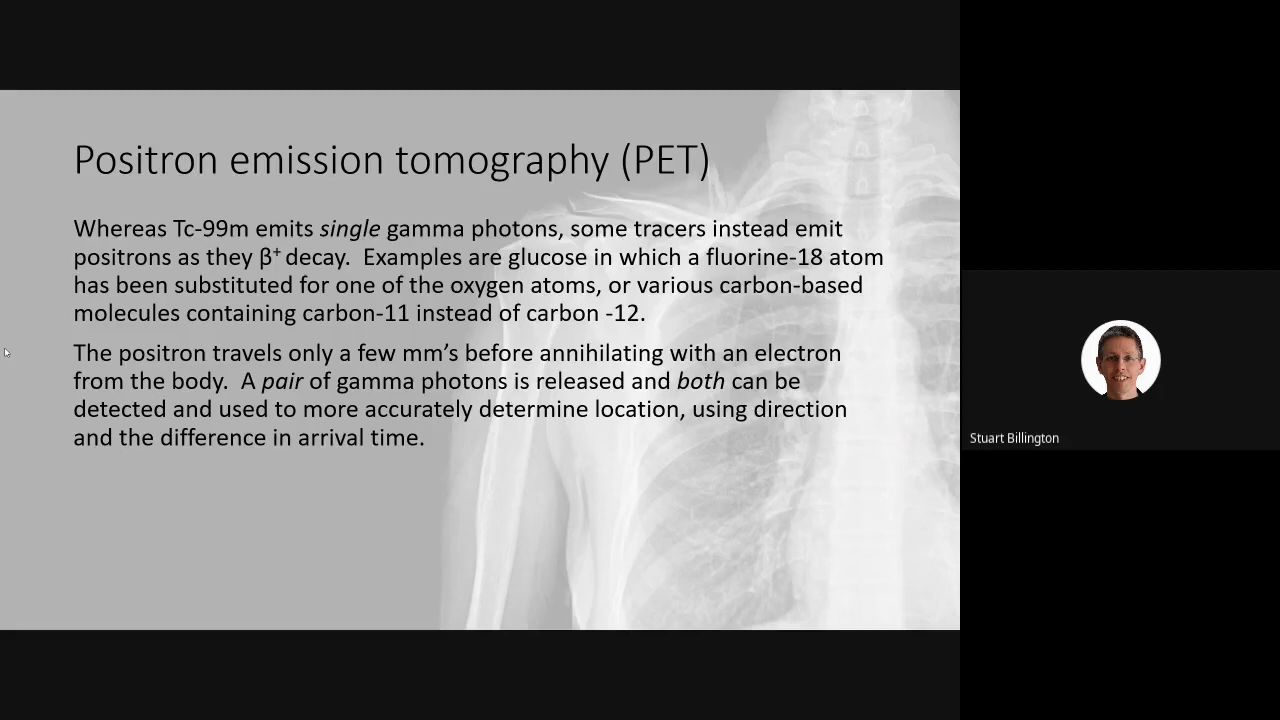 Positron emission tomography (PET)
Whereas Tc-99m emits single gamma photons, some tracers instead emit
positrons as they β⁺ decay.  Examples are glucose in which a fluorine-18 atom
has been substituted for one of the oxygen atoms, or various carbon-based
molecules containing carbon-11 instead of carbon -12.
The positron travels only a few mm’s before annihilating with an electron
from the body.  A pair of gamma photons is released and both can be
detected and used to more accurately determine location, using direction
and the difference in arrival time.
Stuart Billington